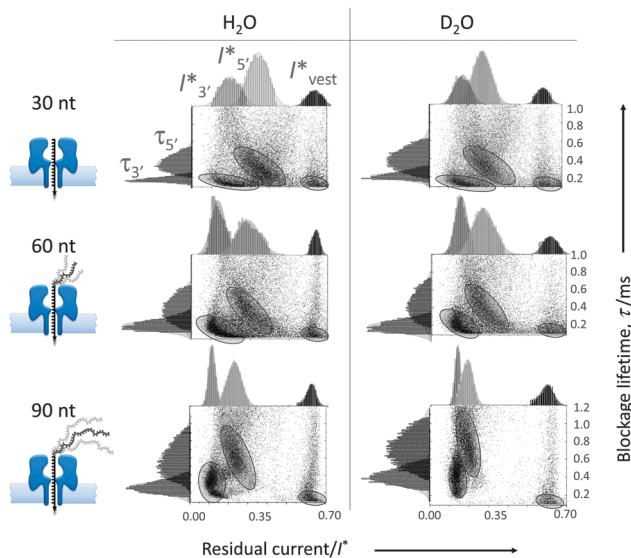 H₂O D₂O
30 nt
I*3′ I*5′ I*vest
τ5′
τ3′
1.0
0.8
0.6
0.4
0.2
60 nt
1.0
0.8
0.6
0.4
0.2
90 nt
1.2
1.0
0.8
0.6
0.4
0.2
0.00 0.35 0.70 0.00 0.35 0.70
Residual current/I*
Blockage lifetime, τ/ms